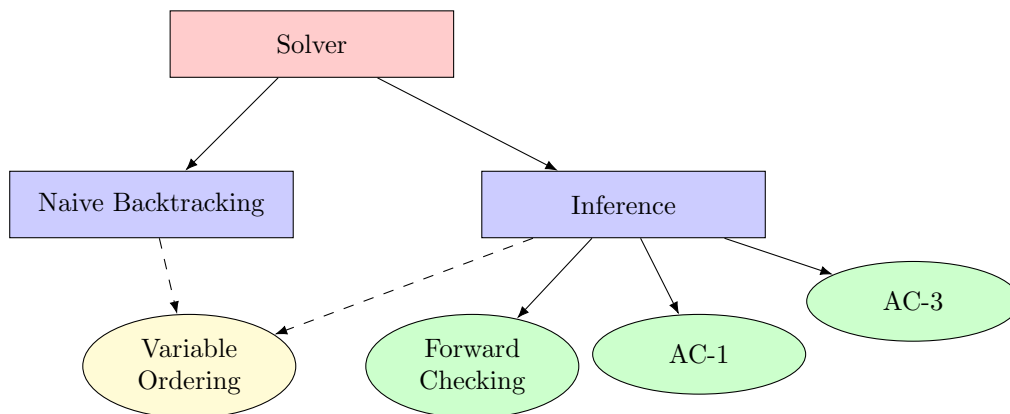 Solver
Naive Backtracking
Inference
AC-3
Variable
Ordering
Forward
Checking
AC-1